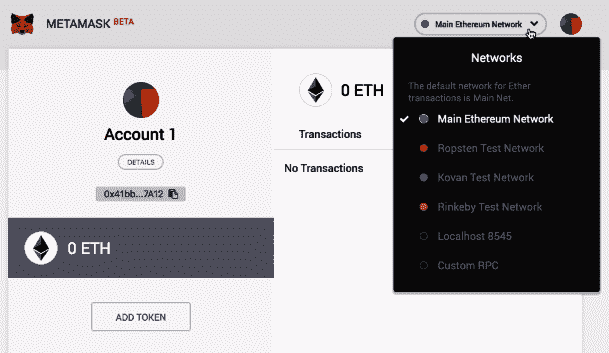 METAMASK BETA
Main Ethereum Network
Account 1
DETAILS
0x41bb...7A12
0 ETH
ADD TOKEN
0 ETH
Transactions
No Transactions
Networks
The default network for Ether
transactions is Main Net.
Main Ethereum Network
Ropsten Test Network
Kovan Test Network
Rinkeby Test Network
Localhost 8545
Custom RPC